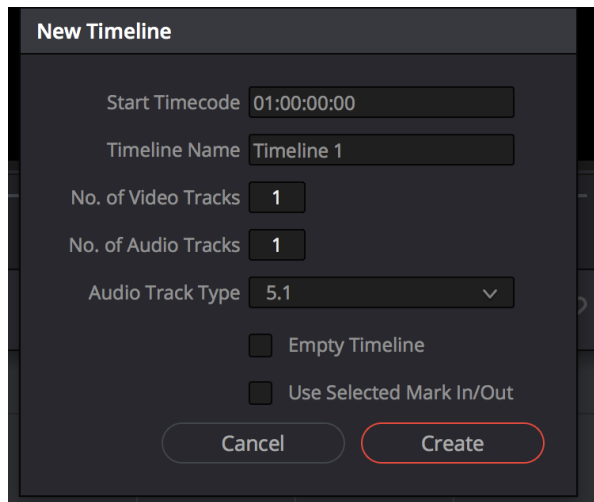 New Timeline
Start Timecode 01:00:00:00
Timeline Name Timeline 1
No. of Video Tracks 1
No. of Audio Tracks 1
Audio Track Type 5.1
Empty Timeline
Use Selected Mark In/Out
Cancel Create